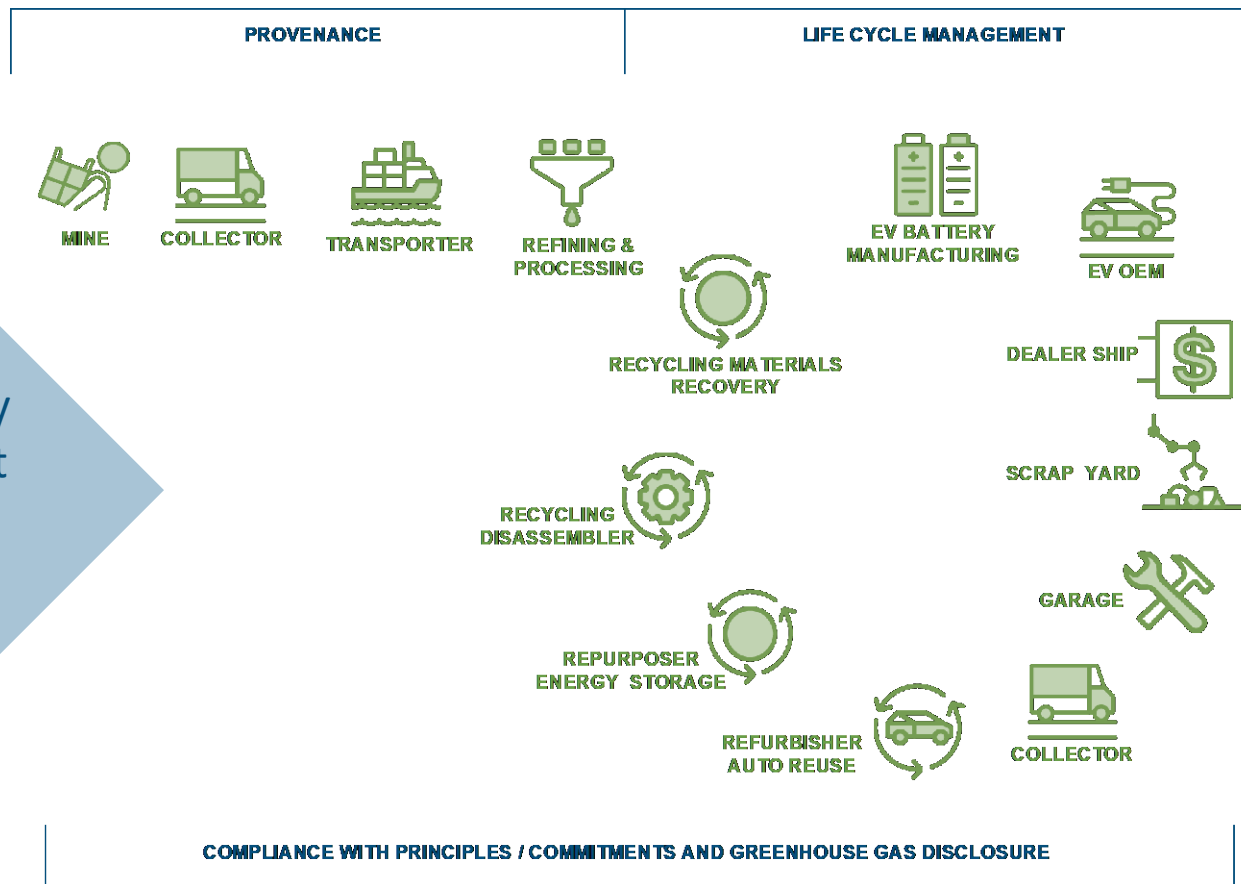 PROVENANCE
LIFE CYCLE MANAGEMENT
MINE
COLLECTOR
TRANSPORTER
REFINING &
PROCESSING
EV BATTERY
MANUFACTURING
EV OEM
RECYCLING MATERIALS
RECOVERY
DEALER SHIP
$
SCRAP YARD
RECYCLING
DISASSEMBLER
GARAGE
REPURPOSER
ENERGY STORAGE
REFURBISHER
AUTO REUSE
COLLECTOR
COMPLIANCE WITH PRINCIPLES / COMMITMENTS AND GREENHOUSE GAS DISCLOSURE